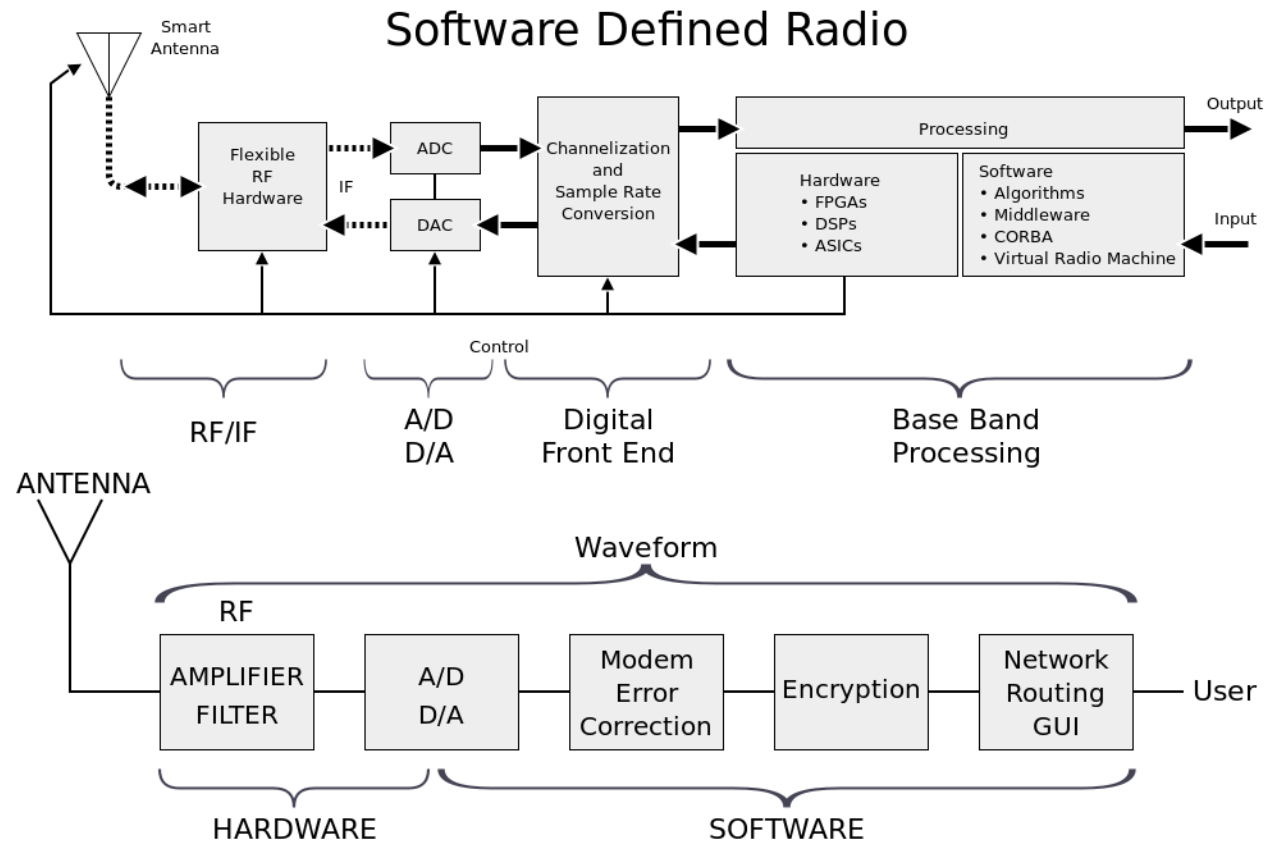 Software Defined Radio
Smart
Antenna
Flexible
RF
Hardware
IF
ADC
DAC
Channelization
and
Sample Rate
Conversion
Processing
Hardware
• FPGAs
• DSPs
• ASICs
Software
• Algorithms
• Middleware
• CORBA
• Virtual Radio Machine
Output
Input
Control
RF/IF
A/D
D/A
Digital
Front End
Base Band
Processing
ANTENNA
Waveform
RF
AMPLIFIER
FILTER
A/D
D/A
Modem
Error
Correction
Encryption
Network
Routing
GUI
User
HARDWARE
SOFTWARE